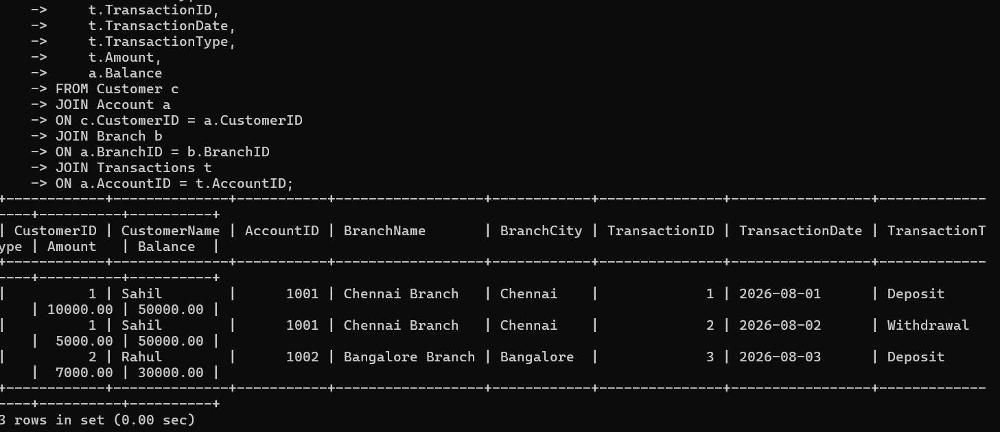 ->     t.TransactionID,
    ->     t.TransactionDate,
    ->     t.TransactionType,
    ->     t.Amount,
    ->     a.Balance
    -> FROM Customer c
    -> JOIN Account a
    -> ON c.CustomerID = a.CustomerID
    -> JOIN Branch b
    -> ON a.BranchID = b.BranchID
    -> JOIN Transactions t
    -> ON a.AccountID = t.AccountID;
+------------+--------------+-----------+------------------+------------+---------------+-----------------+-------------
----+----------+----------+
| CustomerID | CustomerName | AccountID | BranchName       | BranchCity | TransactionID | TransactionDate | TransactionT
ype | Amount   | Balance  |
+------------+--------------+-----------+------------------+------------+---------------+-----------------+-------------
----+----------+----------+
|          1 | Sahil        |      1001 | Chennai Branch   | Chennai    |             1 | 2026-08-01      | Deposit
    | 10000.00 | 50000.00 |
|          1 | Sahil        |      1001 | Chennai Branch   | Chennai    |             2 | 2026-08-02      | Withdrawal
    |  5000.00 | 50000.00 |
|          2 | Rahul        |      1002 | Bangalore Branch | Bangalore  |             3 | 2026-08-03      | Deposit
    |  7000.00 | 30000.00 |
+------------+--------------+-----------+------------------+------------+---------------+-----------------+-------------
----+----------+----------+
3 rows in set (0.00 sec)